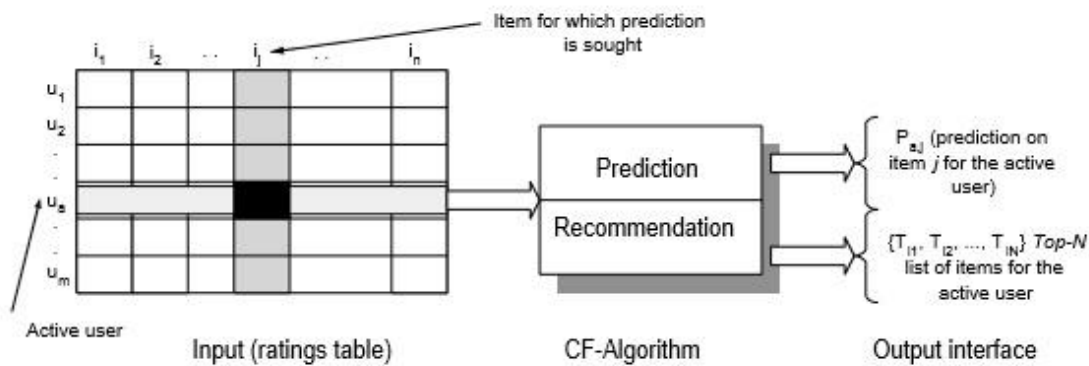 Item for which prediction
is sought
i1 i2 . . ij . . in
u1
u2
.
.
ua
.
.
um
Active user
Input (ratings table)
Prediction
Recommendation
CF-Algorithm
Pa,j (prediction on
item j for the active
user)
{Ti1, Ti2, ..., TiN} Top-N
list of items for the
active user
Output interface